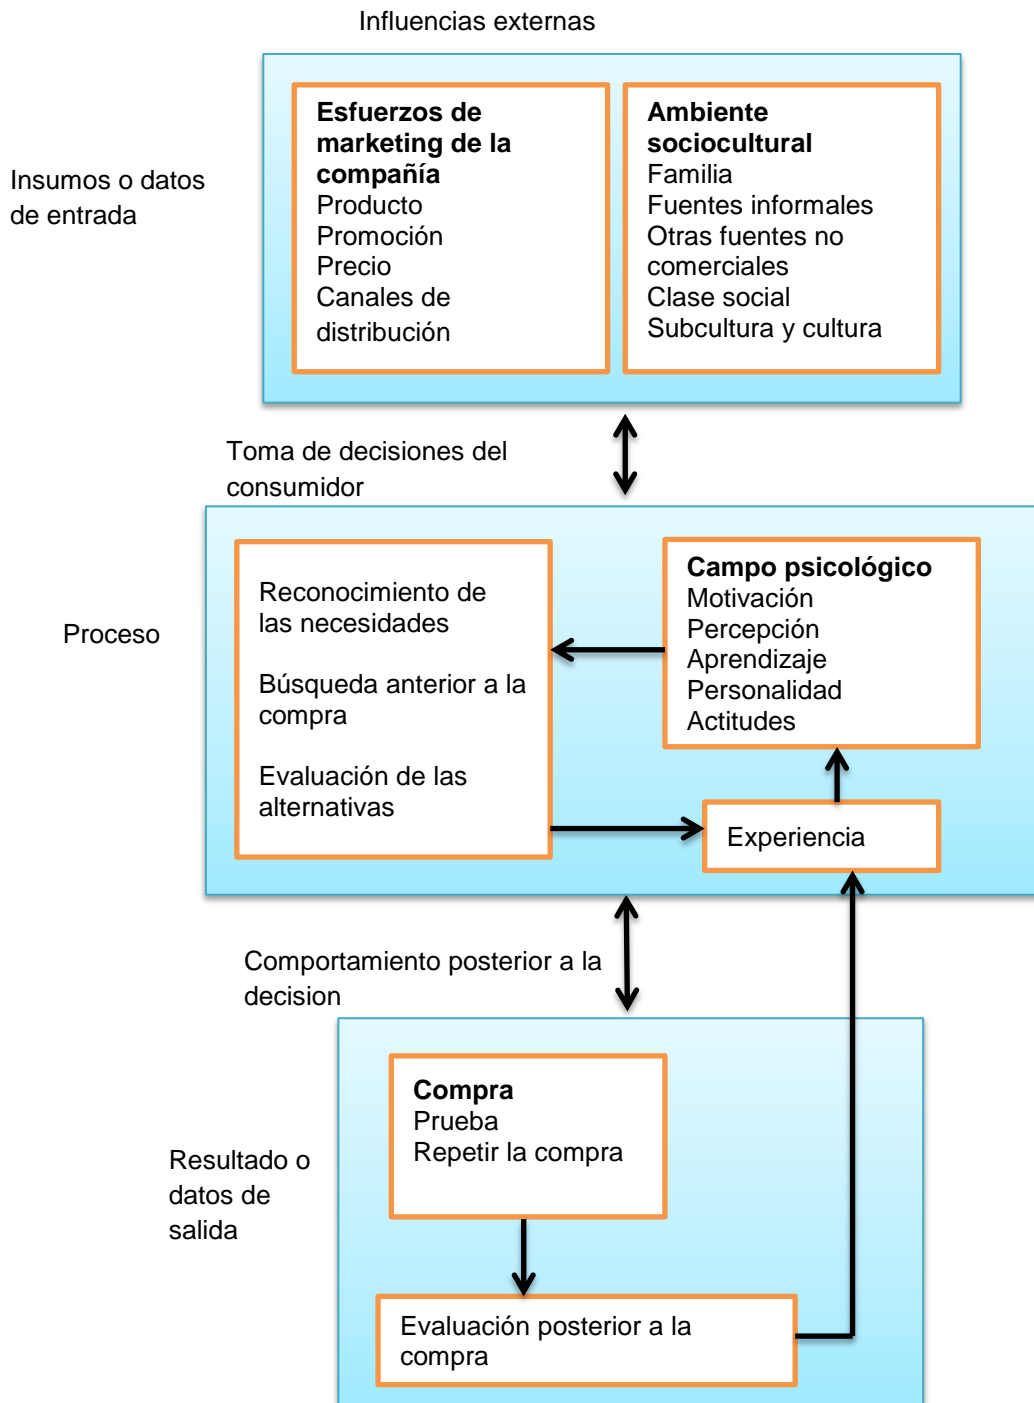 Influencias externas
Insumos o datos
de entrada
Esfuerzos de
marketing de la
compañía
Producto
Promoción
Precio
Canales de
distribución
Ambiente
sociocultural
Familia
Fuentes informales
Otras fuentes no
comerciales
Clase social
Subcultura y cultura
Toma de decisiones del
consumidor
Proceso
Reconocimiento de
las necesidades
Búsqueda anterior a la
compra
Evaluación de las
alternativas
Campo psicológico
Motivación
Percepción
Aprendizaje
Personalidad
Actitudes
Experiencia
Comportamiento posterior a la
decision
Resultado o
datos de
salida
Compra
Prueba
Repetir la compra
Evaluación posterior a la
compra